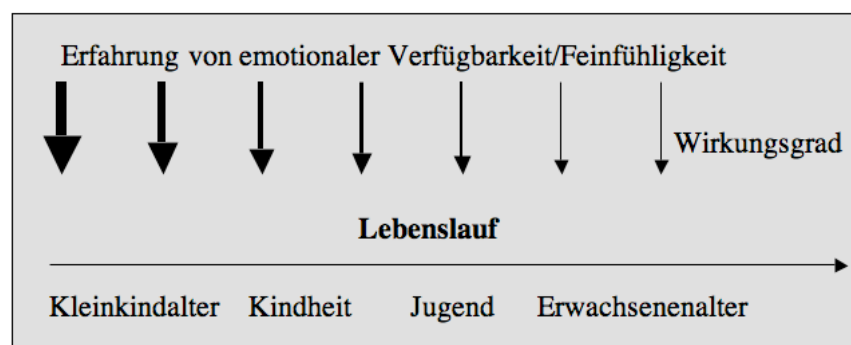 Erfahrung von emotionaler Verfügbarkeit/Feinfühligkeit
Wirkungsgrad
Lebenslauf
Kleinkindalter Kindheit Jugend Erwachsenenalter